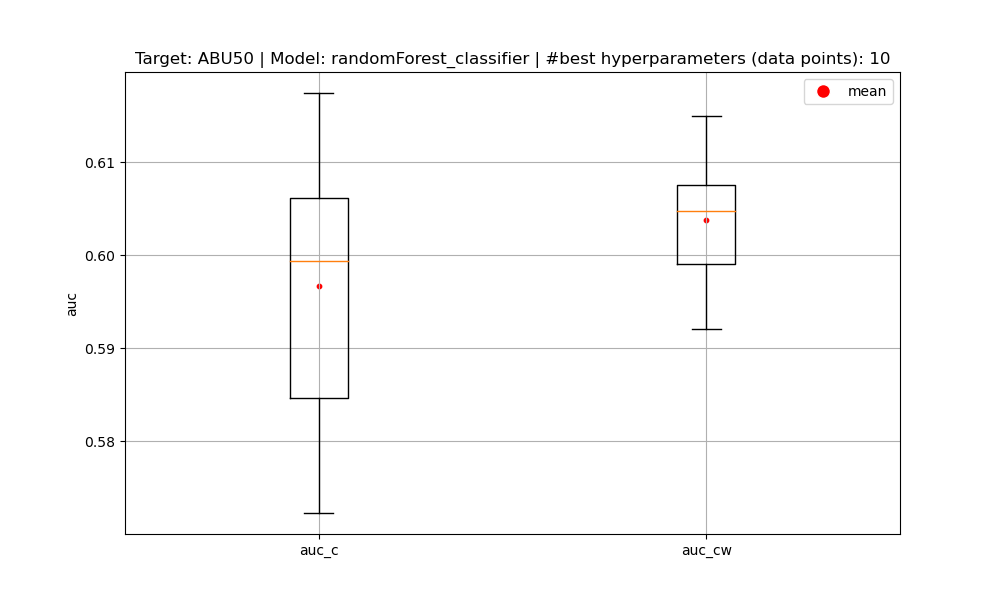 Target: ABU50 | Model: randomForest_classifier | #best hyperparameters (data points): 10
mean
0.61
0.60
0.59
0.58
auc
auc_c
auc_cw